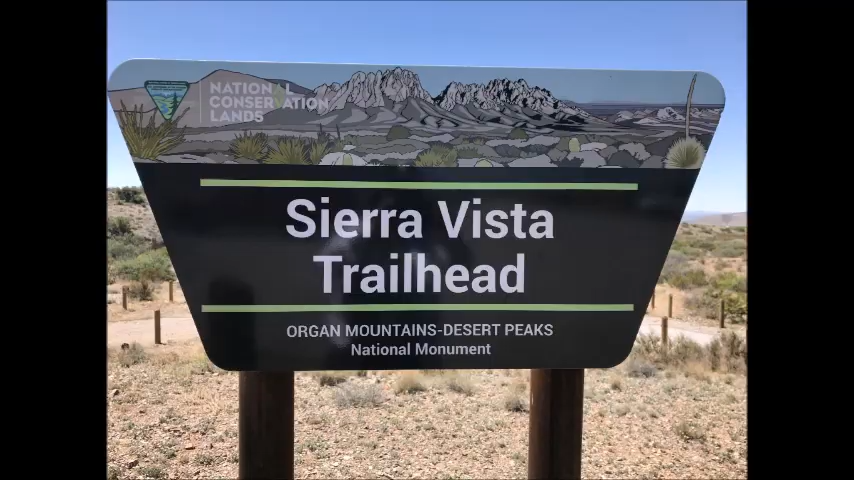 NATIONAL
CONSERVATION
LANDS
Sierra Vista
Trailhead
ORGAN MOUNTAINS-DESERT PEAKS
National Monument